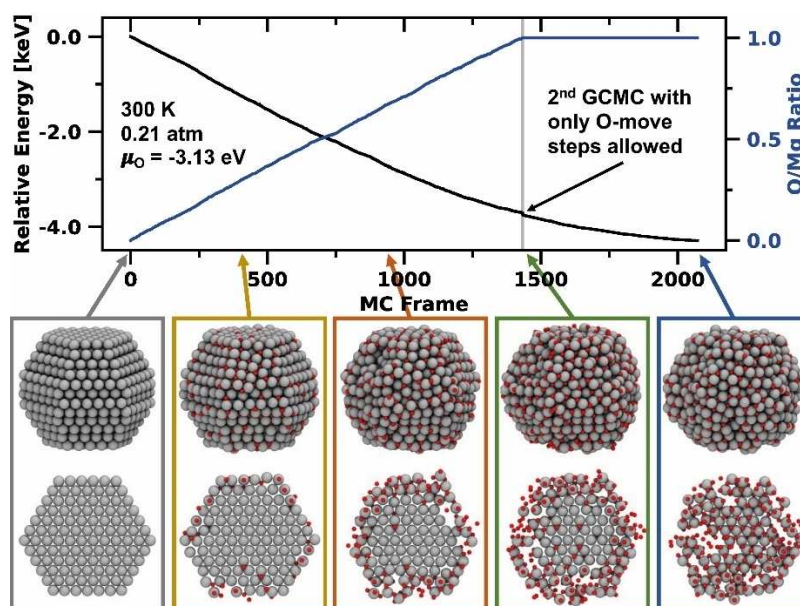 0.0
-2.0
-4.0
Relative Energy [keV]
300 K
0.21 atm
μO = -3.13 eV
2nd GCMC with
only O-move
steps allowed
1.0
0.5
0.0
O/Mg Ratio
0
500
1000
1500
2000
MC Frame